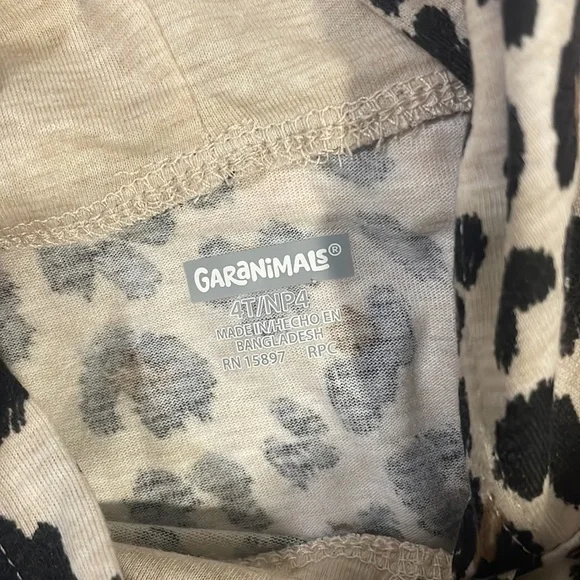 GARANiMALS®
4T/NP4
MADE IN/HECHO EN
BANGLADESH
RN 15897 RPC